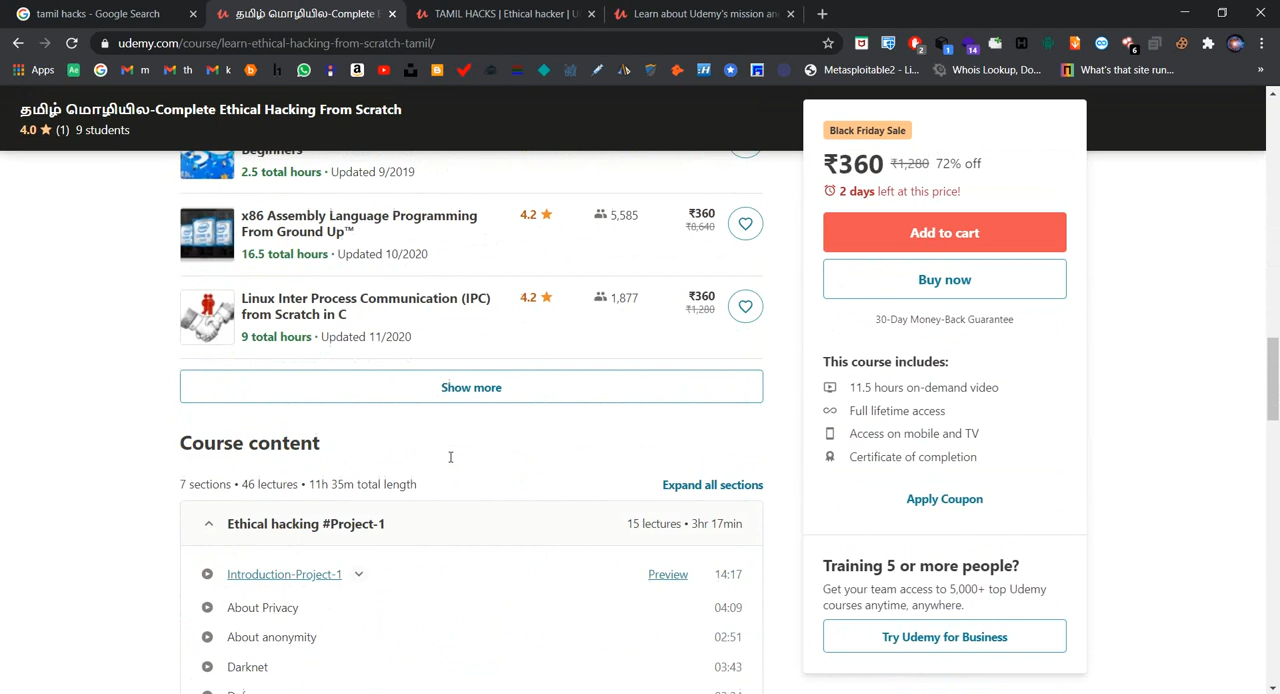 tamil hacks - Google Search
தமிழ் மொழியில-Complete E
TAMIL HACKS | Ethical hacker | U
Learn about Udemy's mission an
udemy.com/course/learn-ethical-hacking-from-scratch-tamil/
Apps
m
th
k
Metasploitable2 - Li...
Whois Lookup, Do...
What's that site run...
தமிழ் மொழியில-Complete Ethical Hacking From Scratch
4.0 ★ (1) 9 students
Beginners
2.5 total hours • Updated 9/2019
x86 Assembly Language Programming
From Ground Up™
4.2 ★
5,585
₹360
₹8,640
16.5 total hours • Updated 10/2020
Linux Inter Process Communication (IPC)
from Scratch in C
4.2 ★
1,877
₹360
₹1,280
9 total hours • Updated 11/2020
Show more
Course content
7 sections • 46 lectures • 11h 35m total length
Expand all sections
Ethical hacking #Project-1
15 lectures • 3hr 17min
Introduction-Project-1
Preview
14:17
About Privacy
04:09
About anonymity
02:51
Darknet
03:43
Black Friday Sale
₹360 ₹1,280 72% off
2 days left at this price!
Add to cart
Buy now
30-Day Money-Back Guarantee
This course includes:
11.5 hours on-demand video
Full lifetime access
Access on mobile and TV
Certificate of completion
Apply Coupon
Training 5 or more people?
Get your team access to 5,000+ top Udemy
courses anytime, anywhere.
Try Udemy for Business